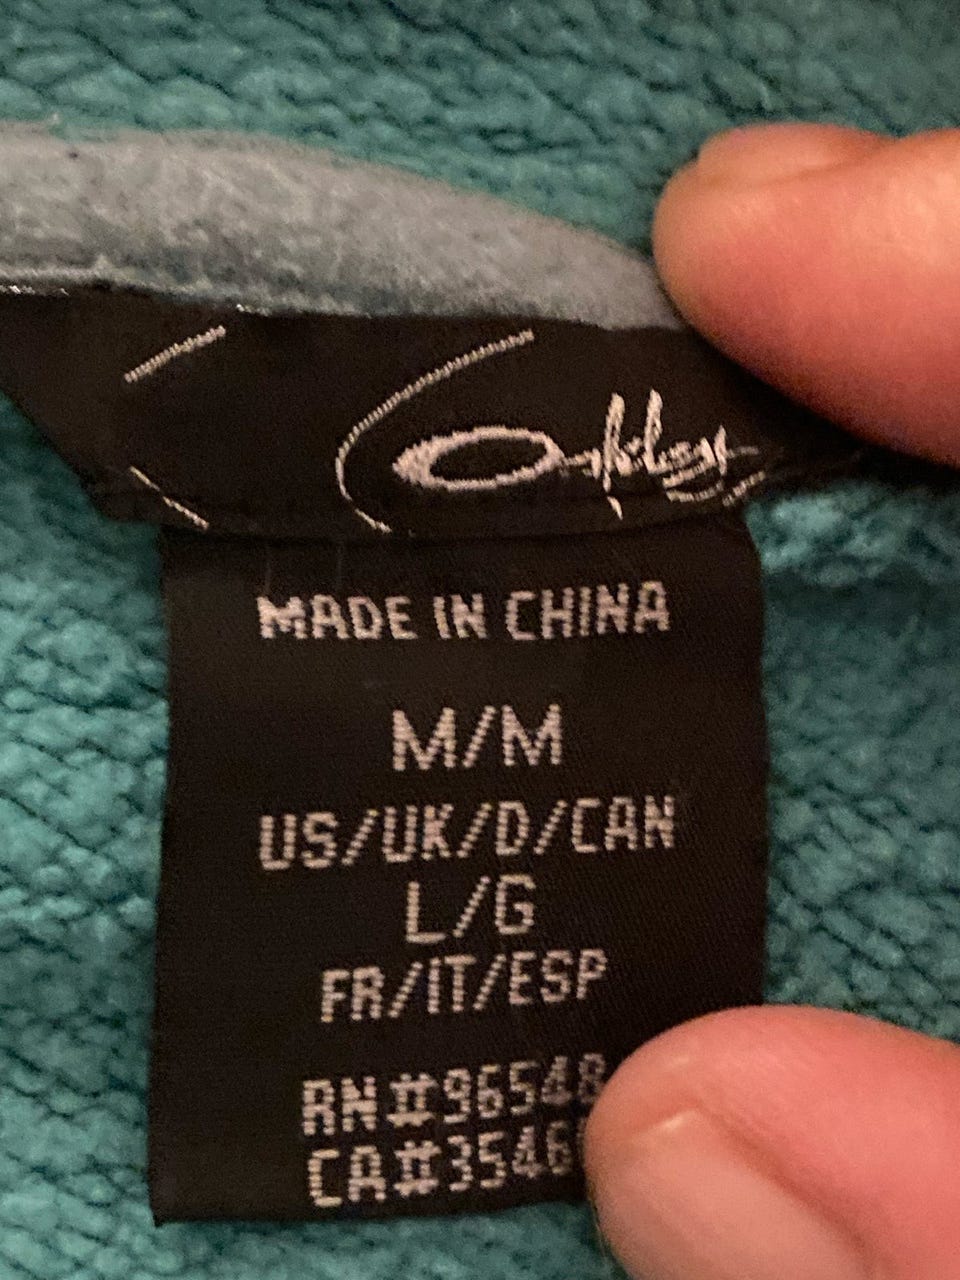 Oakley
MADE IN CHINA
M/M
US/UK/D/CAN
L/G
FR/IT/ESP
RN#96548
CA#3546